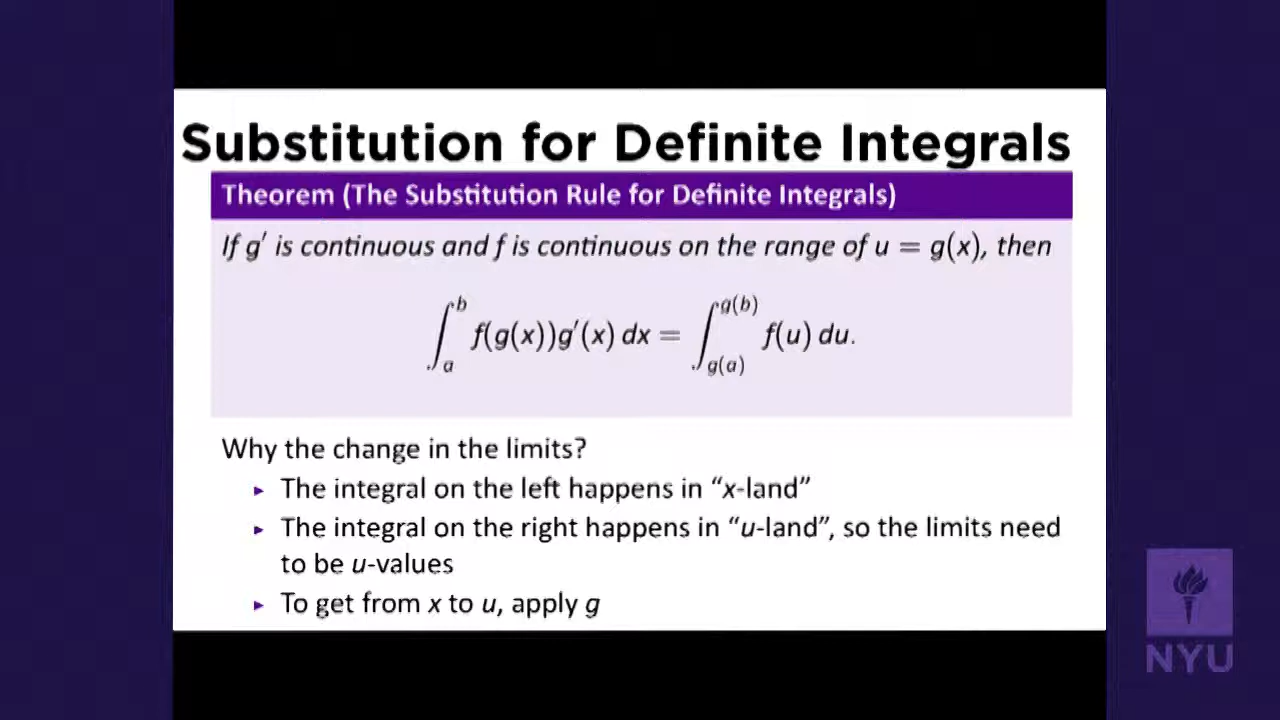 Substitution for Definite Integrals
Theorem (The Substitution Rule for Definite Integrals)
If g′ is continuous and f is continuous on the range of u = g(x), then
∫_a^b f(g(x))g′(x) dx = ∫_{g(a)}^{g(b)} f(u) du.
Why the change in the limits?
▸ The integral on the left happens in “x-land”
▸ The integral on the right happens in “u-land”, so the limits need
to be u-values
▸ To get from x to u, apply g
NYU